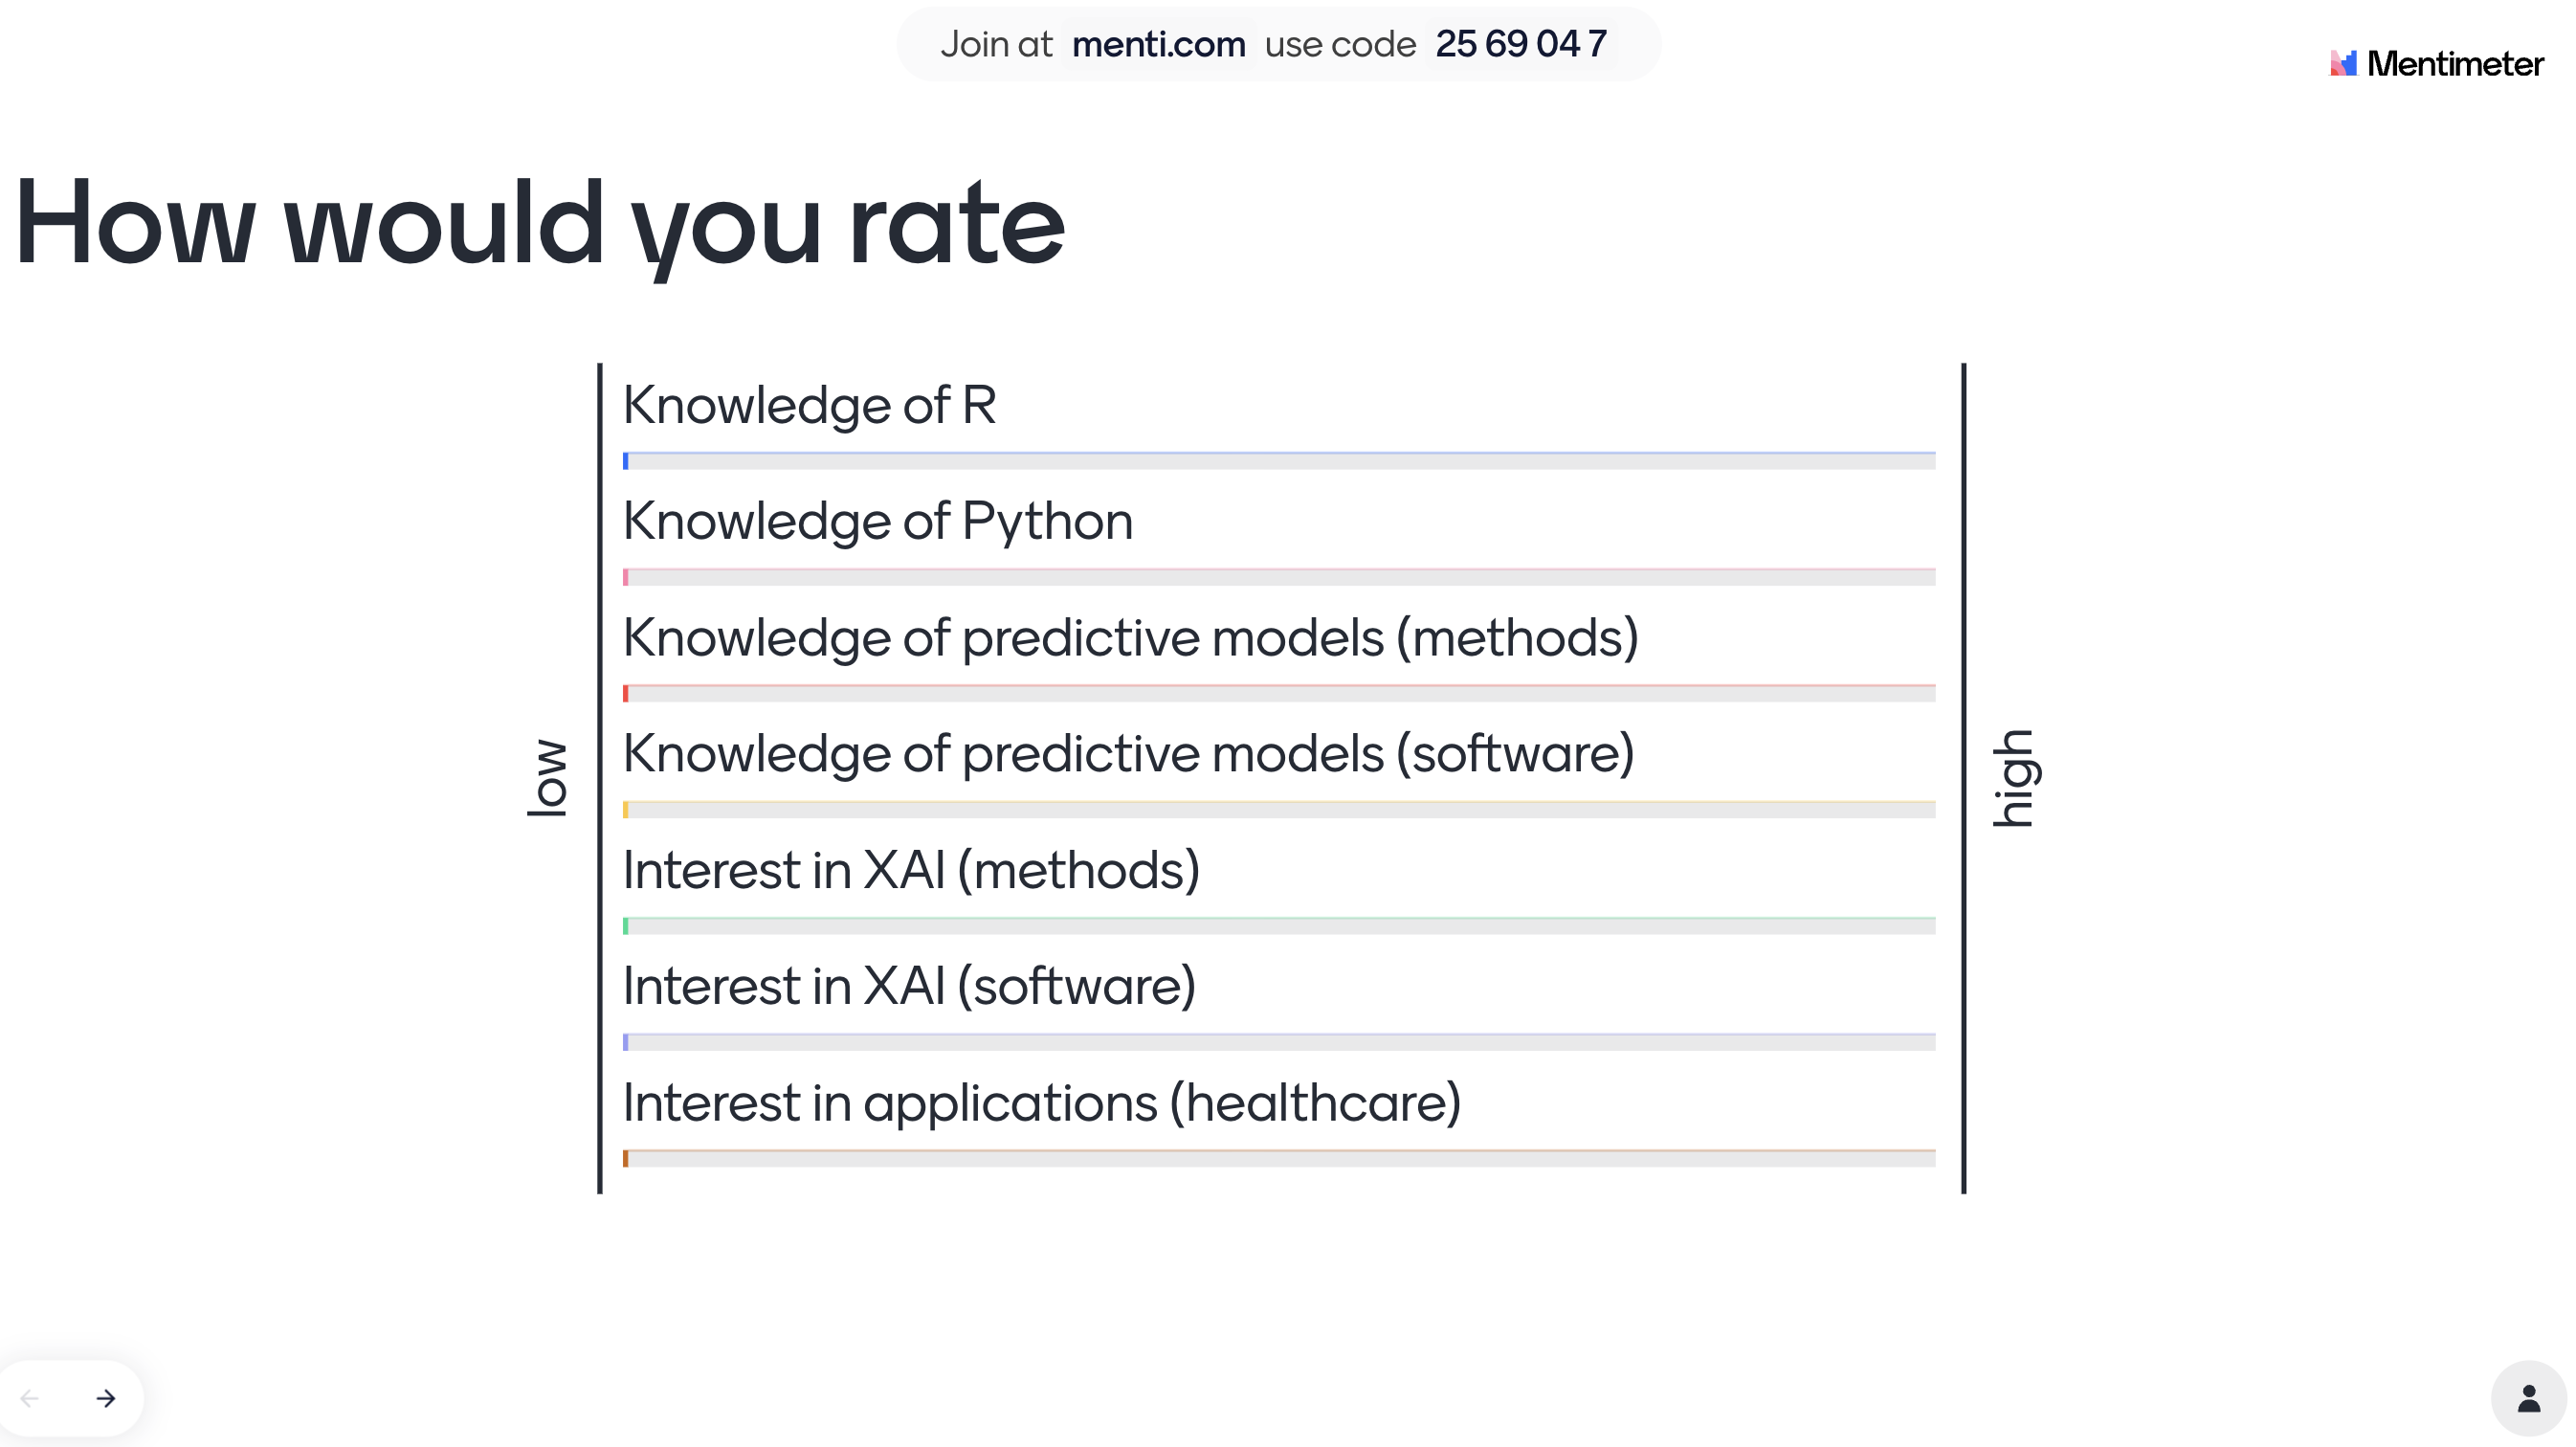 Join at menti.com use code 25 69 04 7
Mentimeter
How would you rate
Knowledge of R
Knowledge of Python
Knowledge of predictive models (methods)
Knowledge of predictive models (software)
low
high
Interest in XAI (methods)
Interest in XAI (software)
Interest in applications (healthcare)